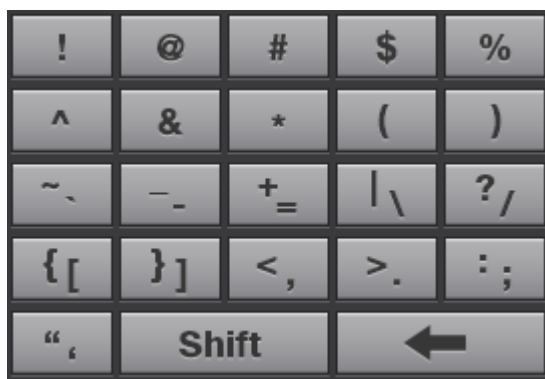 ! @ # $ %
^ & * ( )
~ ` _ - + = | \ ? /
{ [ } ] < , > . : ;
“ ‘ Shift